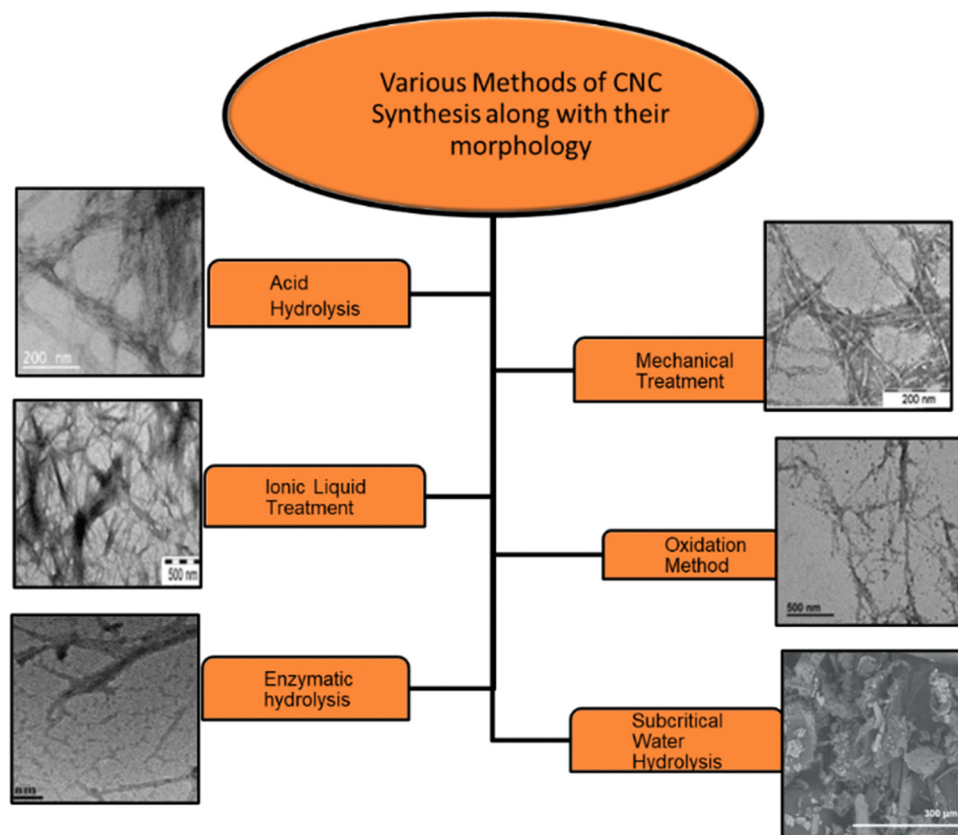 Various Methods of CNC
Synthesis along with their
morphology
200 nm
Acid
Hydrolysis
Mechanical
Treatment
200 nm
Ionic Liquid
Treatment
500 nm
Oxidation
Method
500 nm
Enzymatic
hydrolysis
nm
Subcritical
Water
Hydrolysis
300 µm